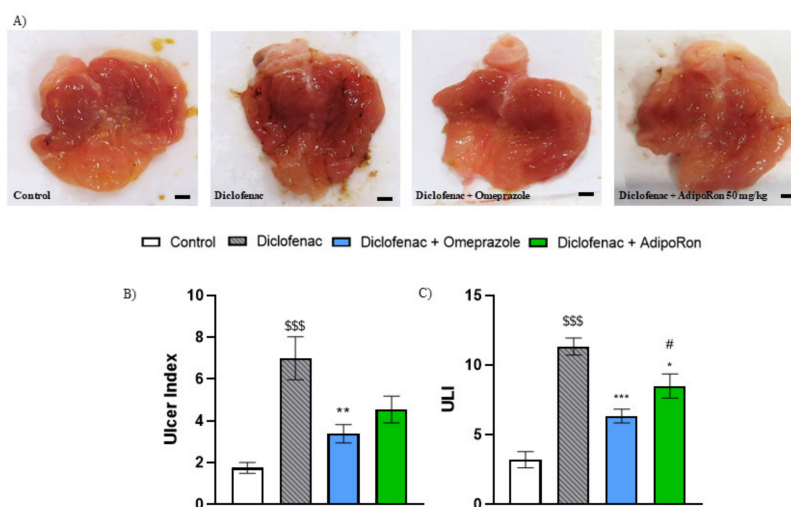 A)
Control
Diclofenac
Diclofenac + Omeprazole
Diclofenac + AdipoRon 50 mg/kg
Control Diclofenac Diclofenac + Omeprazole Diclofenac + AdipoRon
B)
Ulcer Index
10
8
6
4
2
0
$$$
**
C)
ULI
15
10
5
0
$$$
***
#
*